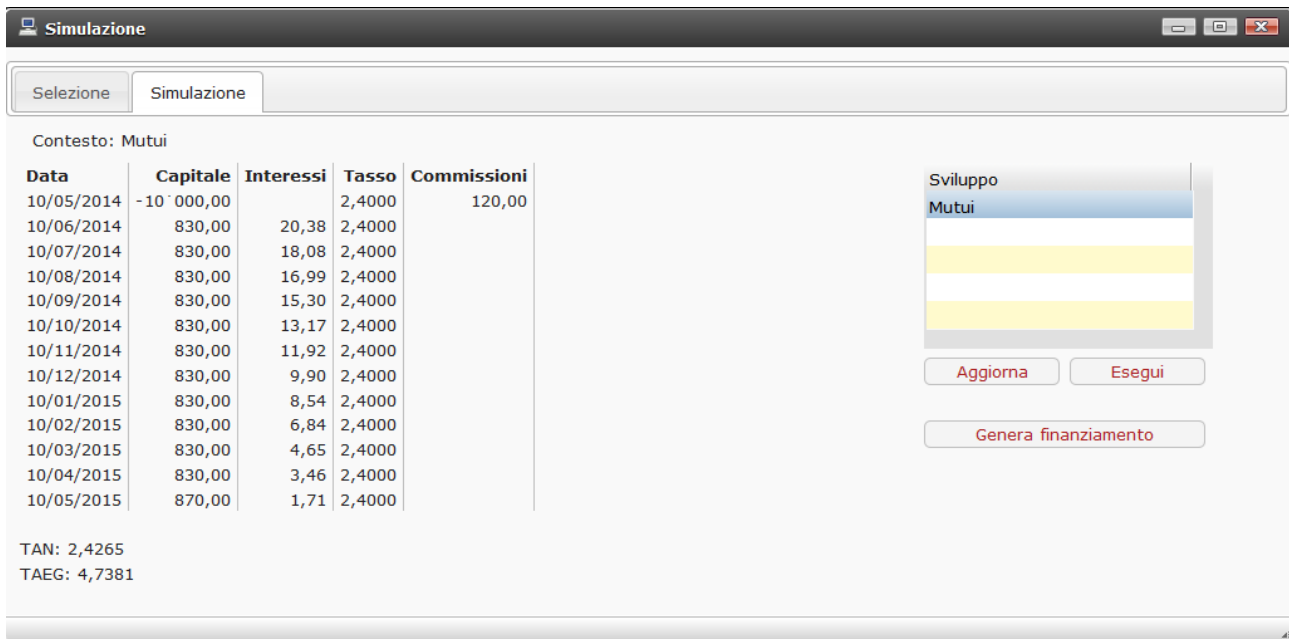 Simulazione
Selezione Simulazione
Contesto: Mutui
Data Capitale Interessi Tasso Commissioni
10/05/2014 -10˙000,00 2,4000 120,00
10/06/2014 830,00 20,38 2,4000
10/07/2014 830,00 18,08 2,4000
10/08/2014 830,00 16,99 2,4000
10/09/2014 830,00 15,30 2,4000
10/10/2014 830,00 13,17 2,4000
10/11/2014 830,00 11,92 2,4000
10/12/2014 830,00 9,90 2,4000
10/01/2015 830,00 8,54 2,4000
10/02/2015 830,00 6,84 2,4000
10/03/2015 830,00 4,65 2,4000
10/04/2015 830,00 3,46 2,4000
10/05/2015 870,00 1,71 2,4000
TAN: 2,4265
TAEG: 4,7381
Sviluppo
Mutui
Aggiorna Esegui
Genera finanziamento